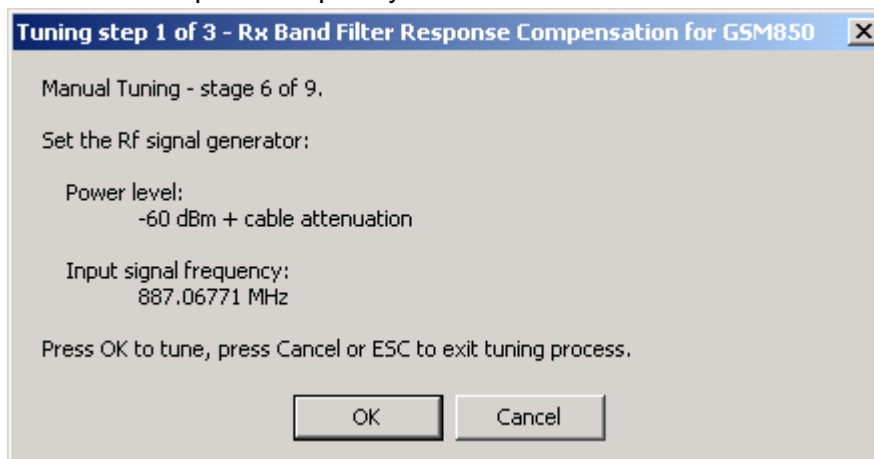 Tuning step 1 of 3 - Rx Band Filter Response Compensation for GSM850
Manual Tuning - stage 6 of 9.
Set the Rf signal generator:
Power level:
-60 dBm + cable attenuation
Input signal frequency:
887.06771 MHz
Press OK to tune, press Cancel or ESC to exit tuning process.
OK Cancel